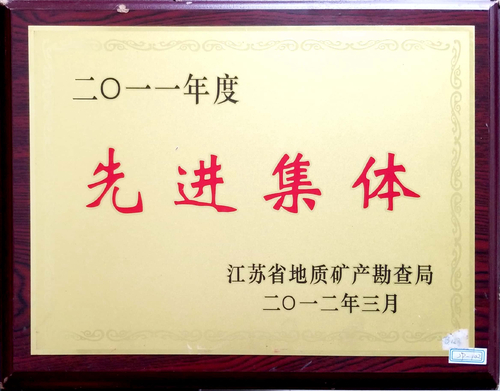 二〇一一年度
先进集体
江苏省地质矿产勘查局
二〇一二年三月